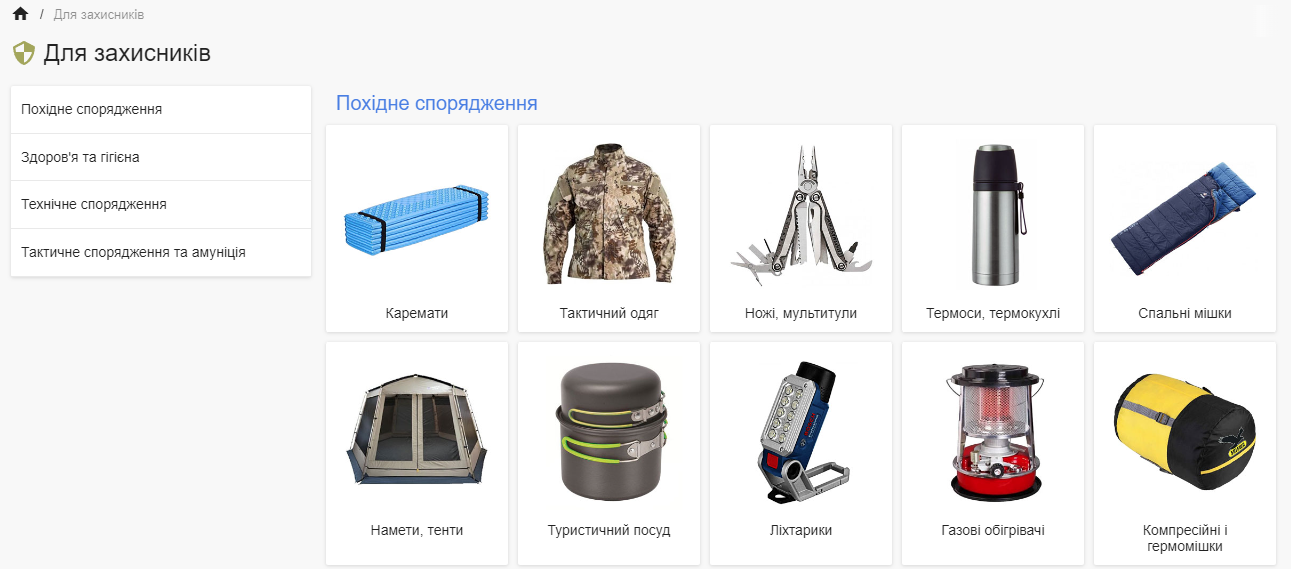 / Для захисників
Для захисників
Похідне спорядження
Здоров'я та гігієна
Технічне спорядження
Тактичне спорядження та амуніція
Похідне спорядження
Каремати
Тактичний одяг
Ножі, мультитули
Термоси, термокухлі
Спальні мішки
Намети, тенти
Туристичний посуд
Ліхтарики
Газові обігрівачі
Компресійні і
гермомішки